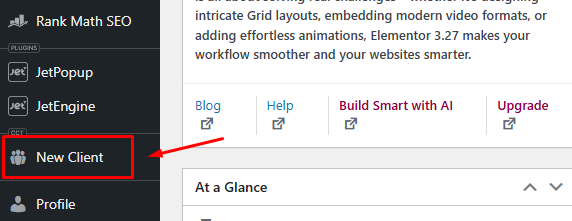 Rank Math SEO
PLUGINS
Jet
JetPopup
Jet
JetEngine
CCT
New Client
Profile
intricate Grid layouts, embedding modern video formats, or
adding effortless animations, Elementor 3.27 makes your
workflow smoother and your websites smarter.
Blog
Help
Build Smart with AI
Upgrade
At a Glance